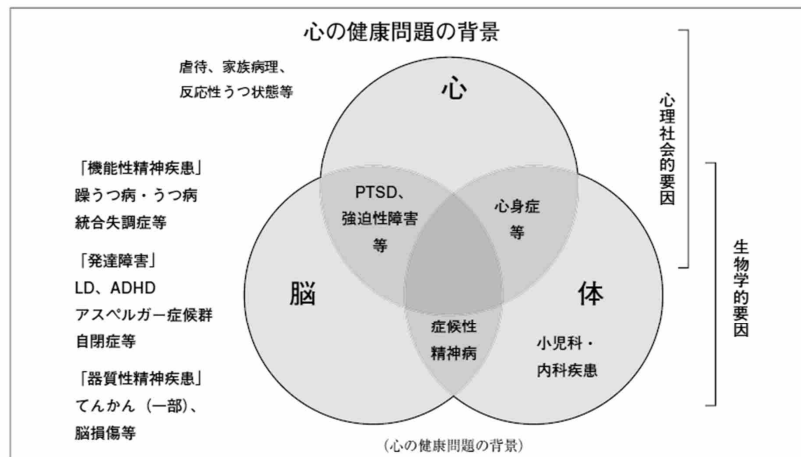 心の健康問題の背景
虐待、家族病理、
反応性うつ状態等
心
「機能性精神疾患」
躁うつ病・うつ病
統合失調症等
PTSD、
強迫性障害
等
心身症
等
「発達障害」
LD、ADHD
アスペルガー症候群
自閉症等
脳
体
症候性
精神病
小児科・
内科疾患
「器質性精神疾患」
てんかん（一部）、
脳損傷等
心理社会的要因
生物学的要因
(心の健康問題の背景)